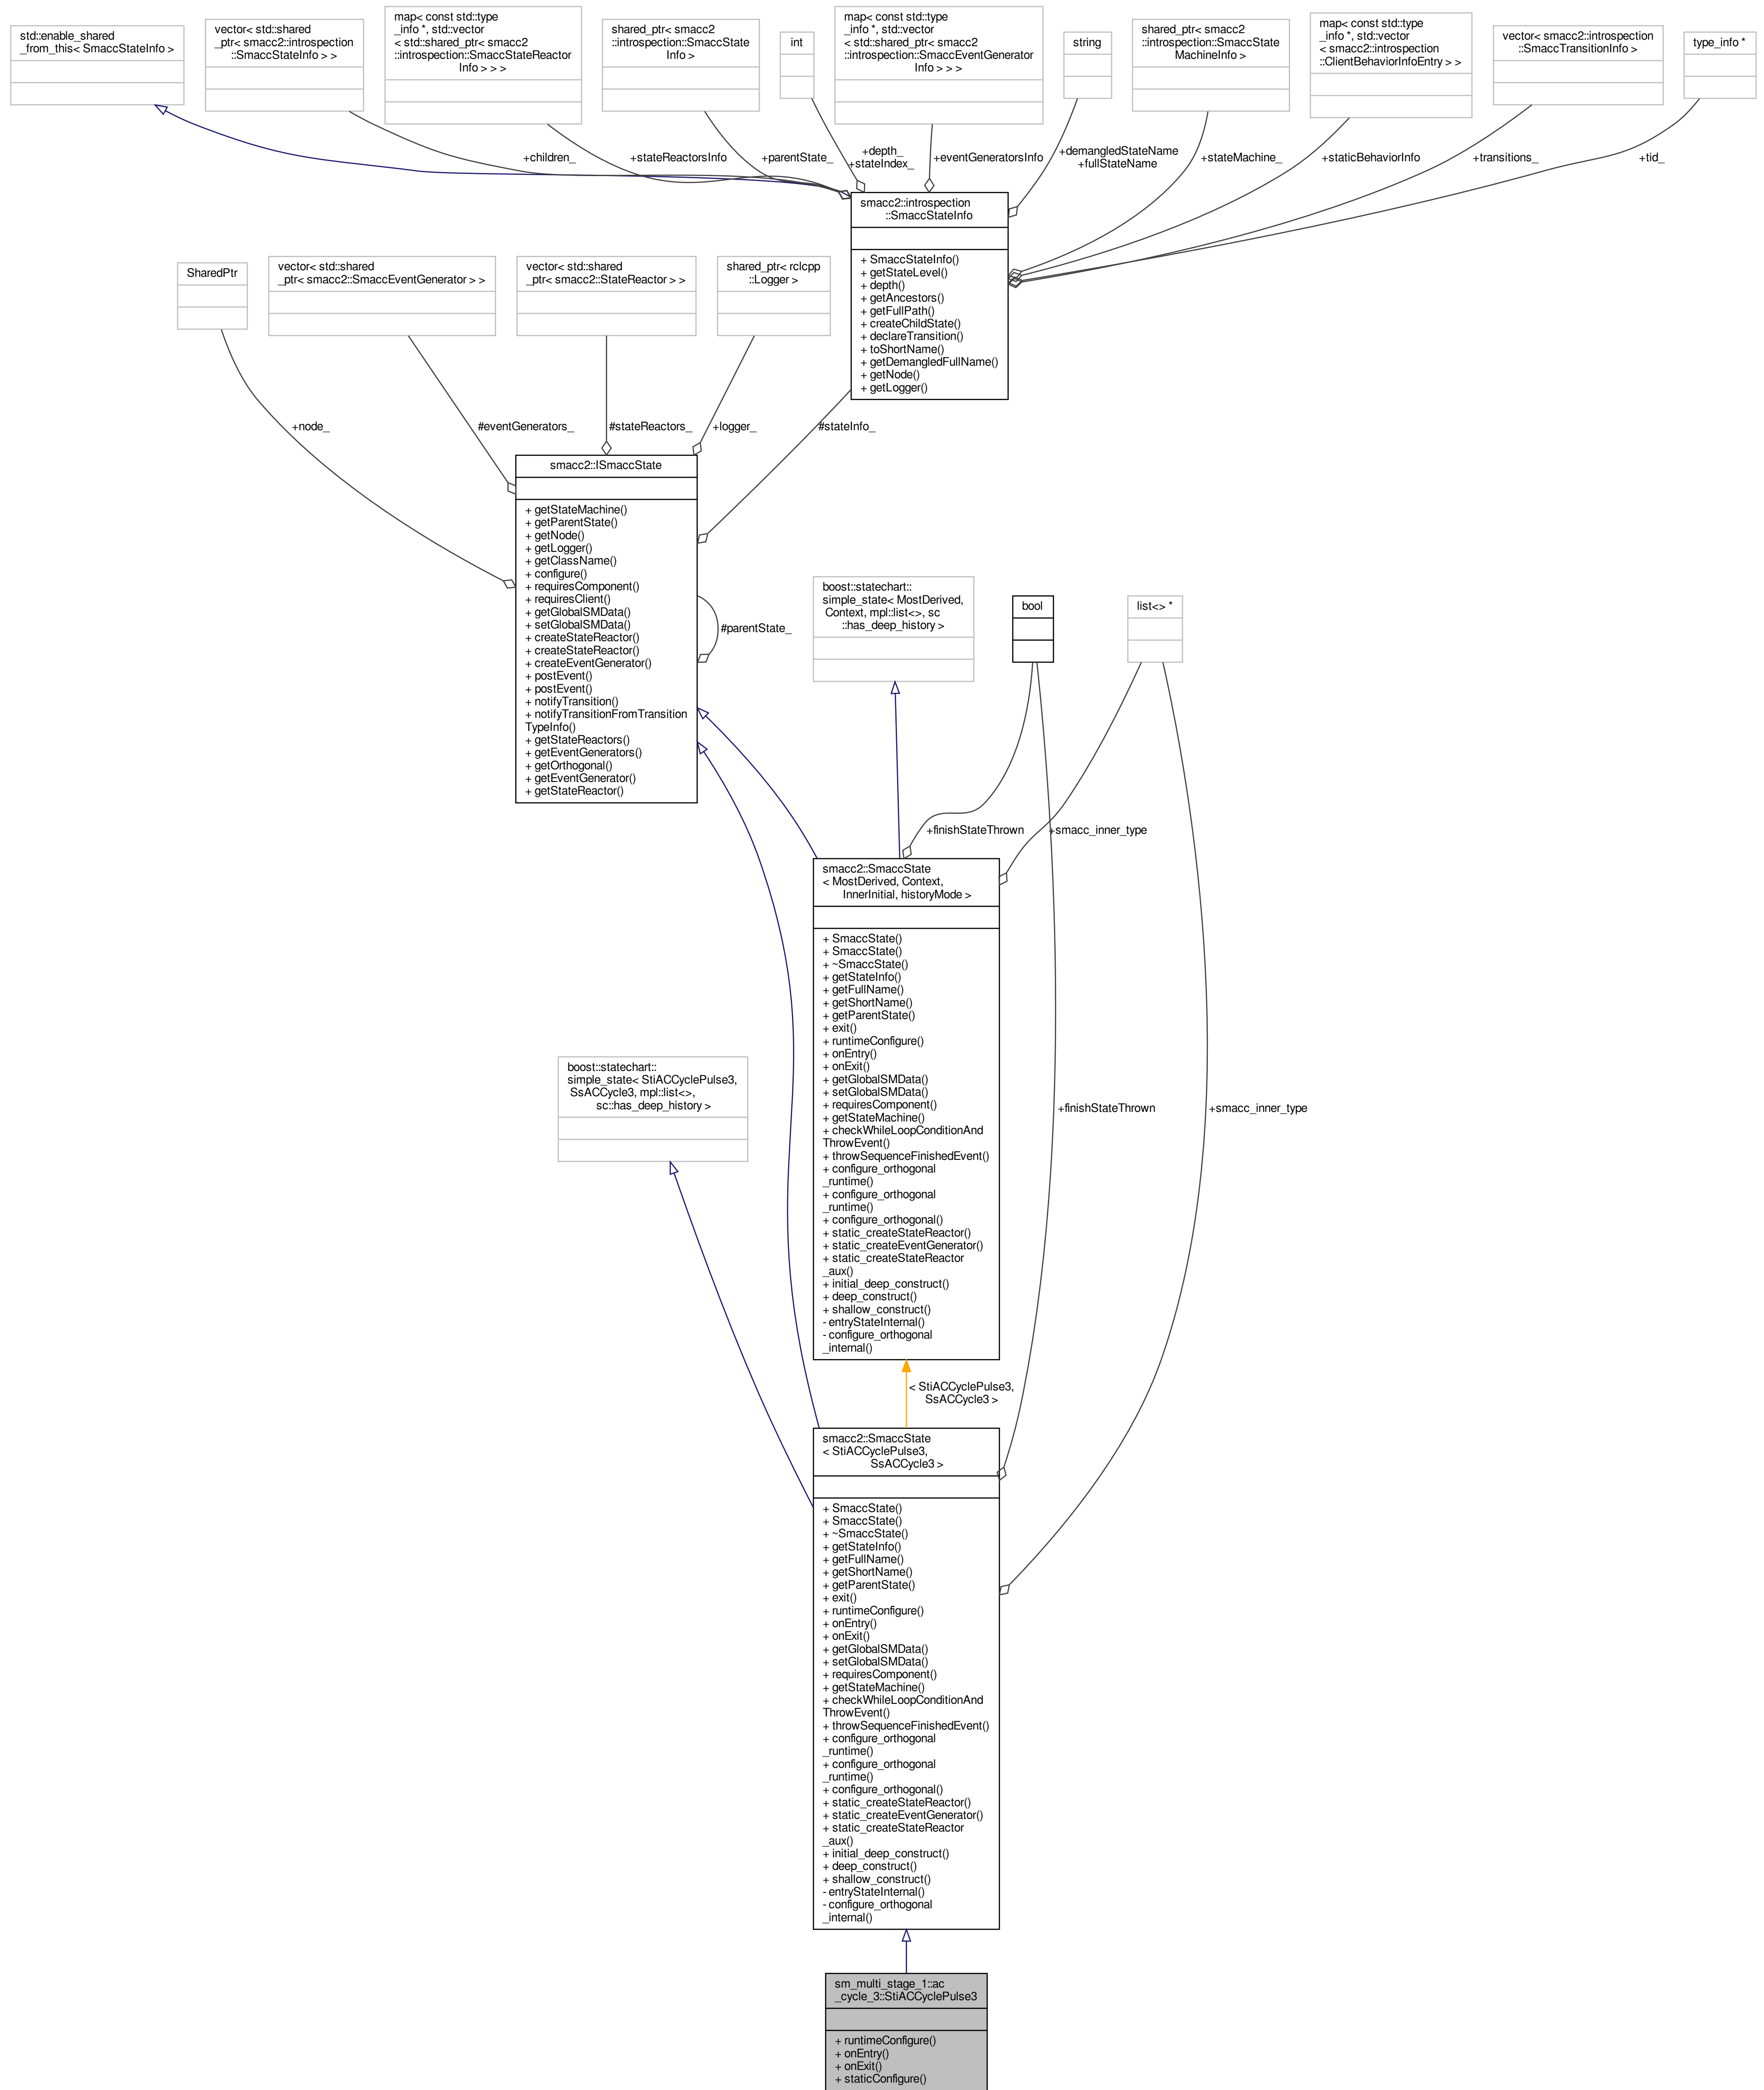 std::enable_shared
_from_this< SmaccStateInfo >
vector< std::shared
_ptr< smacc2::introspection
::SmaccStateInfo > >
map< const std::type
_info *, std::vector
< std::shared_ptr< smacc2
::introspection::SmaccStateReactor
Info > > >
shared_ptr< smacc2
::introspection::SmaccState
Info >
int
map< const std::type
_info *, std::vector
< std::shared_ptr< smacc2
::introspection::SmaccEventGenerator
Info > > >
string
shared_ptr< smacc2
::introspection::SmaccState
MachineInfo >
map< const std::type
_info *, std::vector
< smacc2::introspection
::ClientBehaviorInfoEntry > >
vector< smacc2::introspection
::SmaccTransitionInfo >
type_info *
+children_
+stateReactorsInfo
+parentState_
+depth_
+stateIndex_
+eventGeneratorsInfo
+demangledStateName
+fullStateName
+stateMachine_
+staticBehaviorInfo
+transitions_
+tid_
smacc2::introspection
::SmaccStateInfo
+ SmaccStateInfo()
+ getStateLevel()
+ depth()
+ getAncestors()
+ getFullPath()
+ createChildState()
+ declareTransition()
+ toShortName()
+ getDemangledFullName()
+ getNode()
+ getLogger()
SharedPtr
vector< std::shared
_ptr< smacc2::SmaccEventGenerator > >
vector< std::shared
_ptr< smacc2::StateReactor > >
shared_ptr< rclcpp
::Logger >
+node_
#eventGenerators_
#stateReactors_
+logger_
#stateInfo_
smacc2::ISmaccState
+ getStateMachine()
+ getParentState()
+ getNode()
+ getLogger()
+ getClassName()
+ configure()
+ requiresComponent()
+ requiresClient()
+ getGlobalSMData()
+ setGlobalSMData()
+ createStateReactor()
+ createStateReactor()
+ createEventGenerator()
+ postEvent()
+ postEvent()
+ notifyTransition()
+ notifyTransitionFromTransition
TypeInfo()
+ getStateReactors()
+ getEventGenerators()
+ getOrthogonal()
+ getEventGenerator()
+ getStateReactor()
#parentState_
boost::statechart::
simple_state< MostDerived,
Context, mpl::list<>, sc
::has_deep_history >
bool
list<> *
+finishStateThrown
+smacc_inner_type
smacc2::SmaccState
< MostDerived, Context,
InnerInitial, historyMode >
+ SmaccState()
+ SmaccState()
+ ~SmaccState()
+ getStateInfo()
+ getFullName()
+ getShortName()
+ getParentState()
+ exit()
+ runtimeConfigure()
+ onEntry()
+ onExit()
+ getGlobalSMData()
+ setGlobalSMData()
+ requiresComponent()
+ getStateMachine()
+ checkWhileLoopConditionAnd
ThrowEvent()
+ throwSequenceFinishedEvent()
+ configure_orthogonal
_runtime()
+ configure_orthogonal
_runtime()
+ configure_orthogonal()
+ static_createStateReactor()
+ static_createEventGenerator()
+ static_createStateReactor
_aux()
+ initial_deep_construct()
+ deep_construct()
+ shallow_construct()
- entryStateInternal()
- configure_orthogonal
_internal()
boost::statechart::
simple_state< StiACCyclePulse3,
SsACCycle3, mpl::list<>,
sc::has_deep_history >
+finishStateThrown
+smacc_inner_type
< StiACCyclePulse3,
SsACCycle3 >
smacc2::SmaccState
< StiACCyclePulse3,
SsACCycle3 >
+ SmaccState()
+ SmaccState()
+ ~SmaccState()
+ getStateInfo()
+ getFullName()
+ getShortName()
+ getParentState()
+ exit()
+ runtimeConfigure()
+ onEntry()
+ onExit()
+ getGlobalSMData()
+ setGlobalSMData()
+ requiresComponent()
+ getStateMachine()
+ checkWhileLoopConditionAnd
ThrowEvent()
+ throwSequenceFinishedEvent()
+ configure_orthogonal
_runtime()
+ configure_orthogonal
_runtime()
+ configure_orthogonal()
+ static_createStateReactor()
+ static_createEventGenerator()
+ static_createStateReactor
_aux()
+ initial_deep_construct()
+ deep_construct()
+ shallow_construct()
- entryStateInternal()
- configure_orthogonal
_internal()
sm_multi_stage_1::ac
_cycle_3::StiACCyclePulse3
+ runtimeConfigure()
+ onEntry()
+ onExit()
+ staticConfigure()